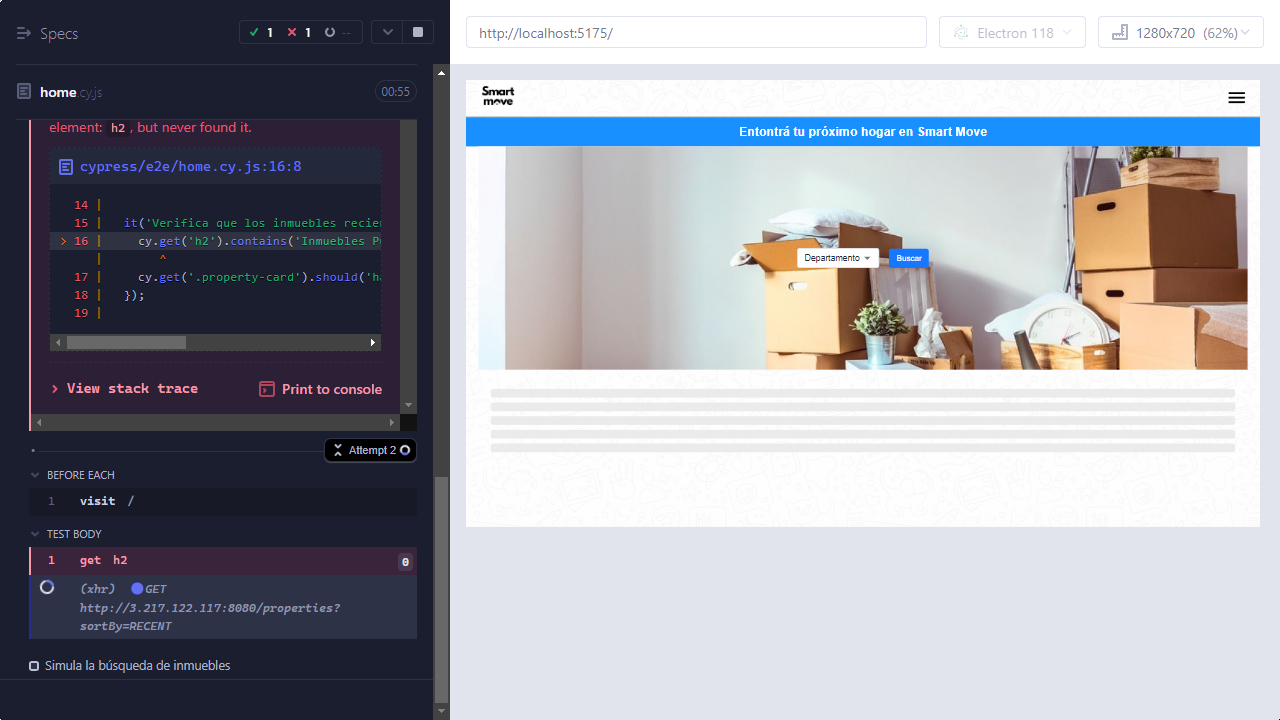 Specs
1
1
--
home.cy.js
00:55
element: h2, but never found it.
cypress/e2e/home.cy.js:16:8
14 |
15 | it('Verifica que los inmuebles recien
> 16 | cy.get('h2').contains('Inmuebles P
| ^
17 | cy.get('.property-card').should('ha
18 | });
19 |
View stack trace
Print to console
Attempt 2
BEFORE EACH
1 visit /
TEST BODY
1 get h2 0
(xhr) GET
http://3.217.122.117:8080/properties?
sortBy=RECENT
Simula la búsqueda de inmuebles
http://localhost:5175/
Electron 118
1280x720 (62%)
Smart
move
Entontrá tu próximo hogar en Smart Move
Departamento
Buscar